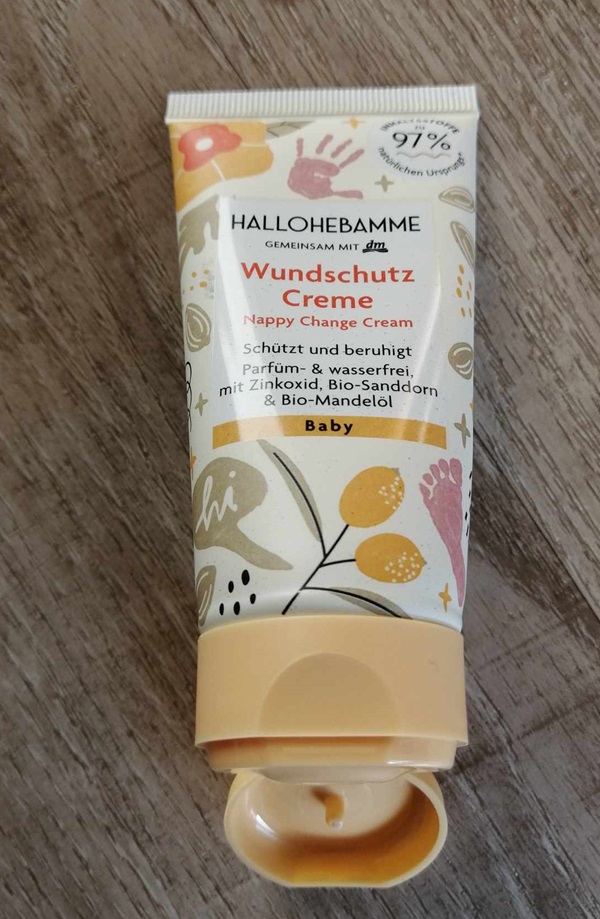 INHALTSSTOFFE
zu
97%
natürlichen Ursprungs*
HALLOHEBAMME
GEMEINSAM MIT dm
Wundschutz
Creme
Nappy Change Cream
Schützt und beruhigt
Parfüm- & wasserfrei,
mit Zinkoxid, Bio-Sanddorn
& Bio-Mandelöl
Baby
hi